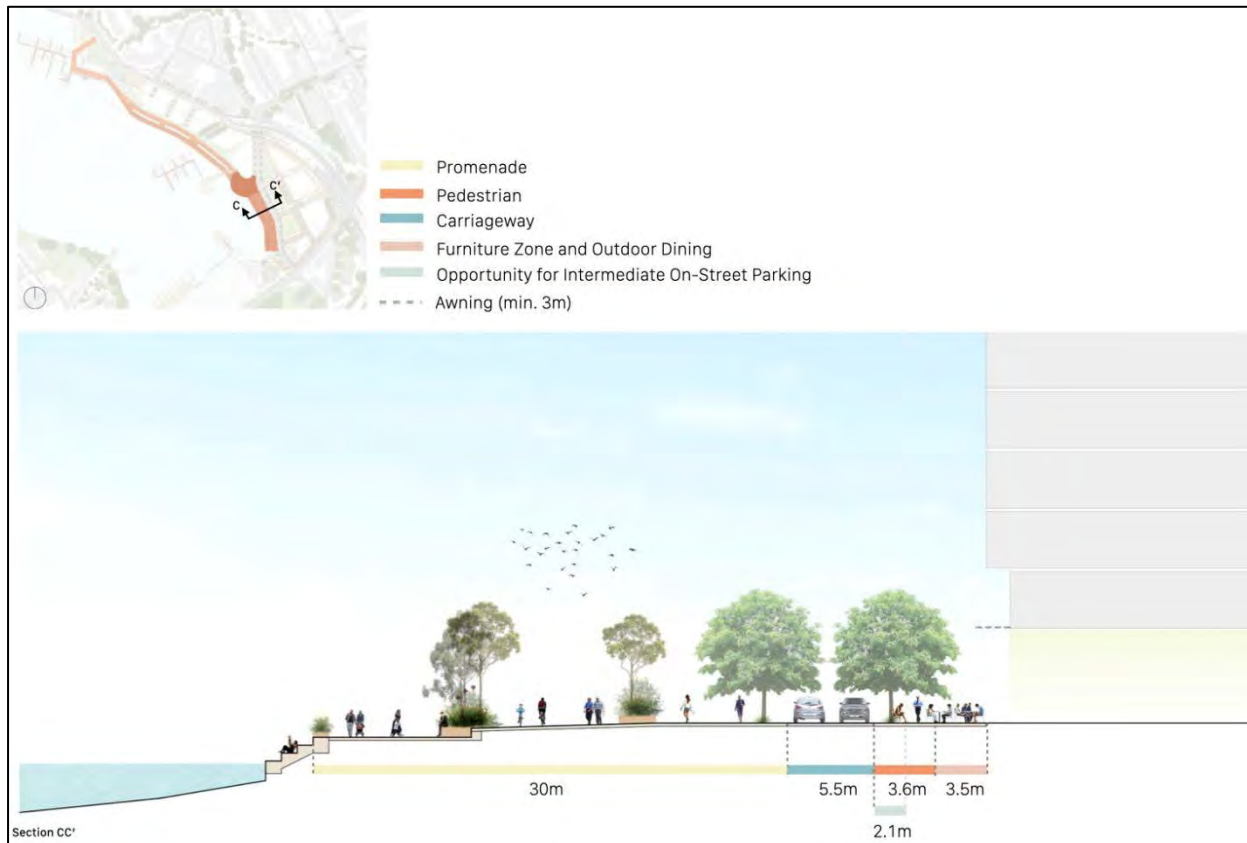 C'
C
Promenade
Pedestrian
Carriageway
Furniture Zone and Outdoor Dining
Opportunity for Intermediate On-Street Parking
Awning (min. 3m)
30m
5.5m
3.6m
3.5m
2.1m
Section CC'